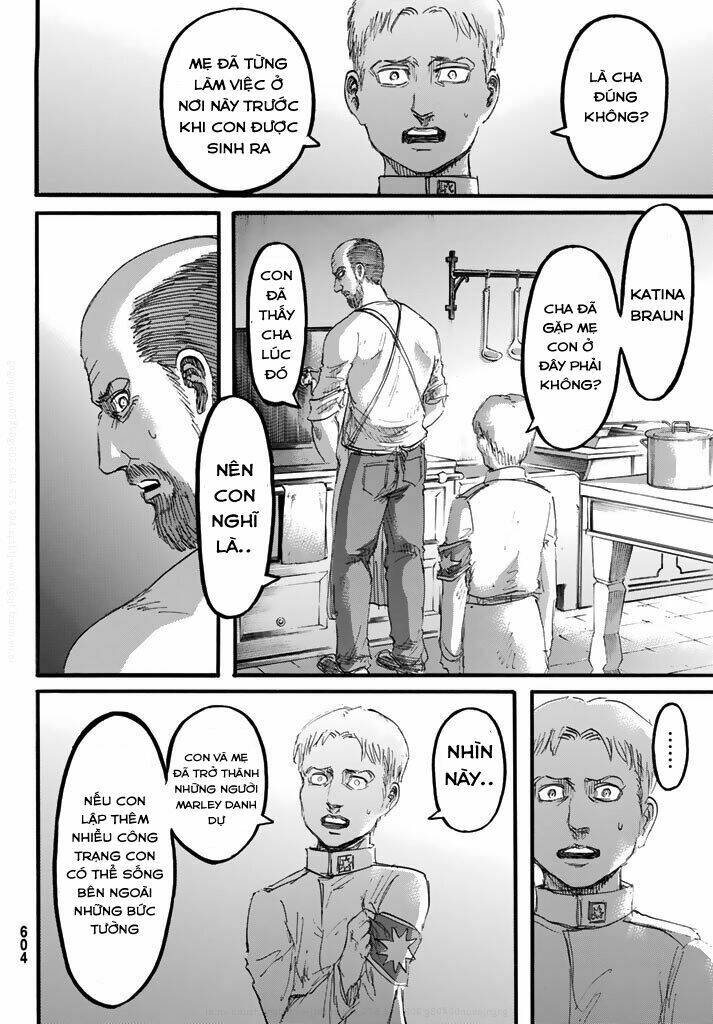 LÀ CHA
ĐÚNG
KHÔNG?
MẸ ĐÃ TỪNG
LÀM VIỆC Ở
NƠI NÀY TRƯỚC
KHI CON ĐƯỢC
SINH RA
KATINA
BRAUN
CHA ĐÃ
GẶP MẸ
CON Ở
ĐÂY PHẢI
KHÔNG?
CON
ĐÃ
THẤY
CHA
LÚC
ĐÓ
NÊN
CON
NGHĨ
LÀ..
......
NHÌN
NÀY..
CON VÀ MẸ
ĐÃ TRỞ THÀNH
NHỮNG NGƯỜI
MARLEY DANH
DỰ
NẾU CON
LẬP THÊM
NHIỀU CÔNG
TRẠNG CON
CÓ THỂ SỐNG
BÊN NGOÀI
NHỮNG BỨC
TƯỜNG
604